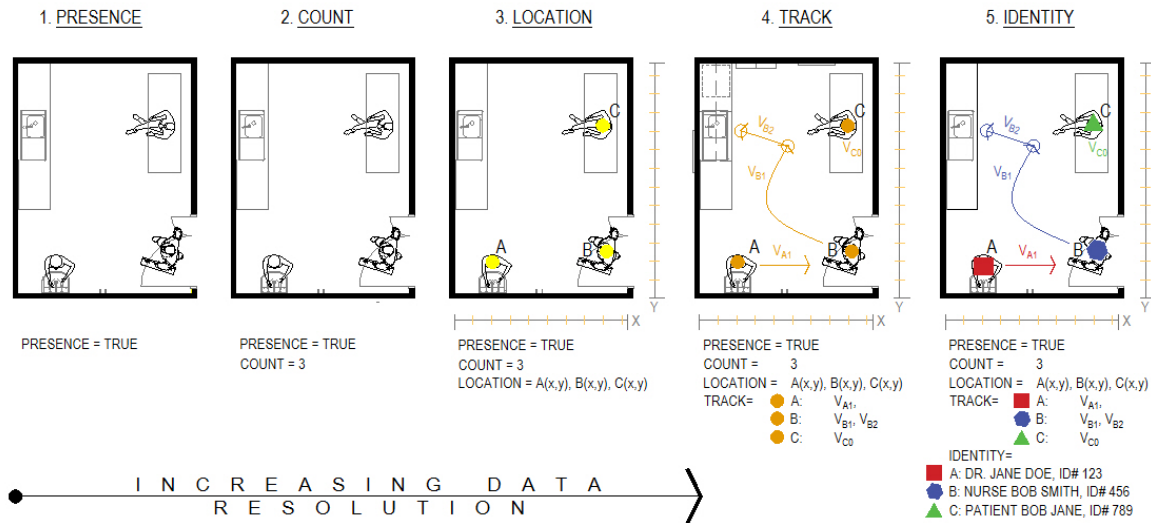 1. PRESENCE
2. COUNT
3. LOCATION
4. TRACK
5. IDENTITY
C
A
B
X
Y
C
V_B2
V_C0
V_B1
A
V_A1
B
X
Y
C
V_B2
V_C0
V_B1
A
V_A1
B
X
Y
PRESENCE = TRUE
PRESENCE = TRUE
COUNT = 3
PRESENCE = TRUE
COUNT = 3
LOCATION = A(x,y), B(x,y), C(x,y)
PRESENCE = TRUE
COUNT = 3
LOCATION = A(x,y), B(x,y), C(x,y)
TRACK= A: V_A1,
B: V_B1, V_B2
C: V_C0
PRESENCE = TRUE
COUNT = 3
LOCATION = A(x,y), B(x,y), C(x,y)
TRACK= A: V_A1,
B: V_B1, V_B2
C: V_C0
IDENTITY=
A: DR. JANE DOE, ID# 123
B: NURSE BOB SMITH, ID# 456
C: PATIENT BOB JANE, ID# 789
INCREASING DATA
RESOLUTION